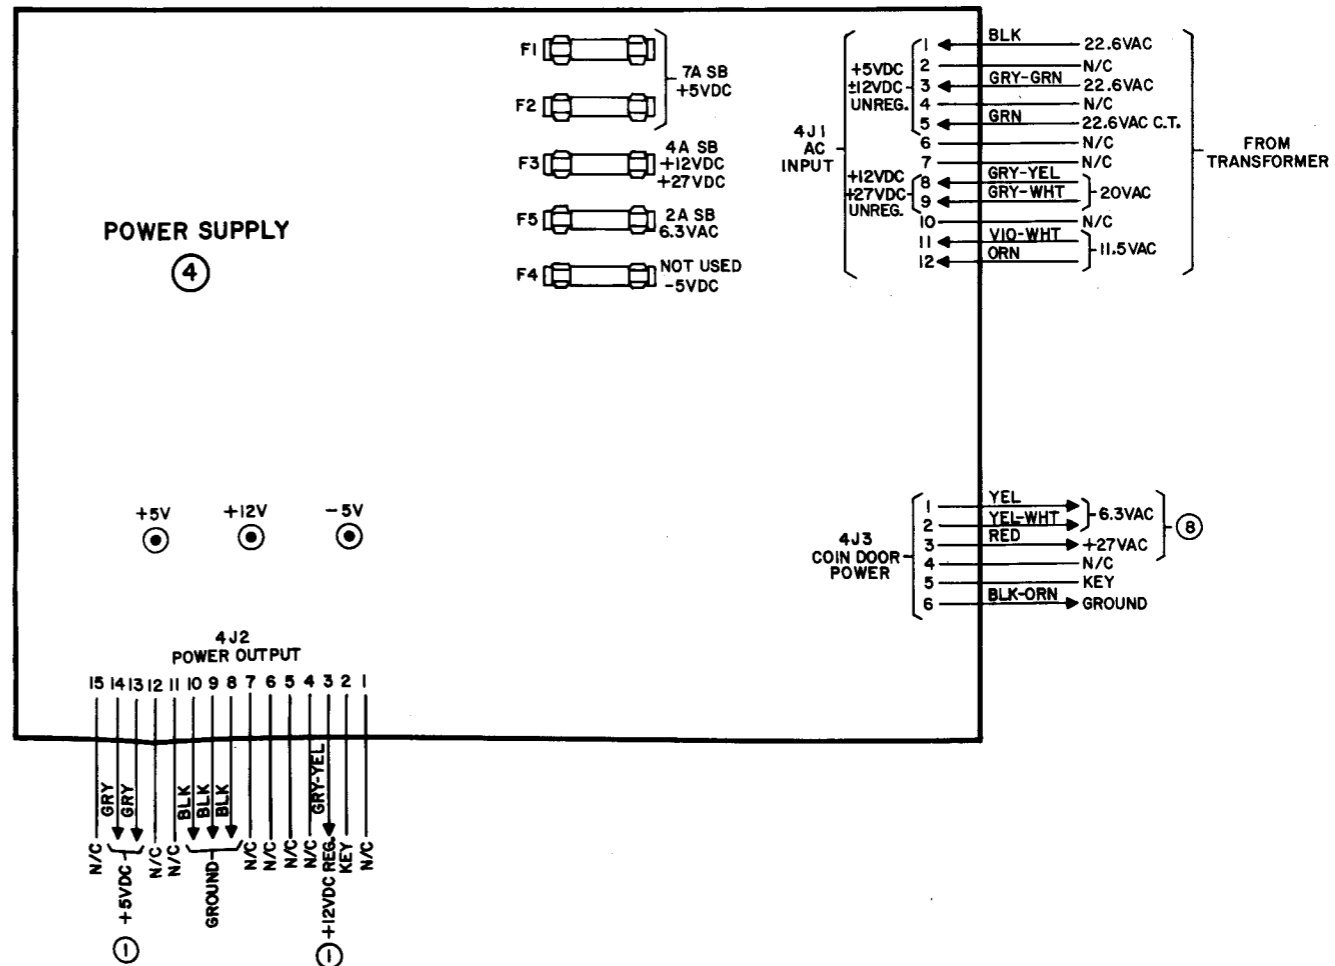 POWER SUPPLY
4
F1
F2
7A SB
+5VDC
F3
4A SB
+12VDC
+27VDC
F5
2A SB
6.3VAC
F4
NOT USED
-5VDC
4J1
AC
INPUT
+5VDC
±12VDC
UNREG.
+12VDC
+27VDC
UNREG.
1 BLK 22.6VAC
2 N/C
3 GRY-GRN 22.6VAC
4 N/C
5 GRN 22.6VAC C.T.
6 N/C
7 N/C
8 GRY-YEL
9 GRY-WHT
20VAC
10 N/C
11 VIO-WHT
12 ORN
11.5VAC
FROM
TRANSFORMER
+5V +12V -5V
4J3
COIN DOOR
POWER
1 YEL
2 YEL-WHT
6.3VAC
3 RED +27VAC
8
4 N/C
5 KEY
6 BLK-ORN GROUND
4J2
POWER OUTPUT
15 14 13 12 11 10 9 8 7 6 5 4 3 2 1
GRY GRY BLK BLK BLK GRY-YEL
N/C +5VDC N/C N/C GROUND N/C N/C N/C N/C +12VDC REG. KEY N/C
1 1